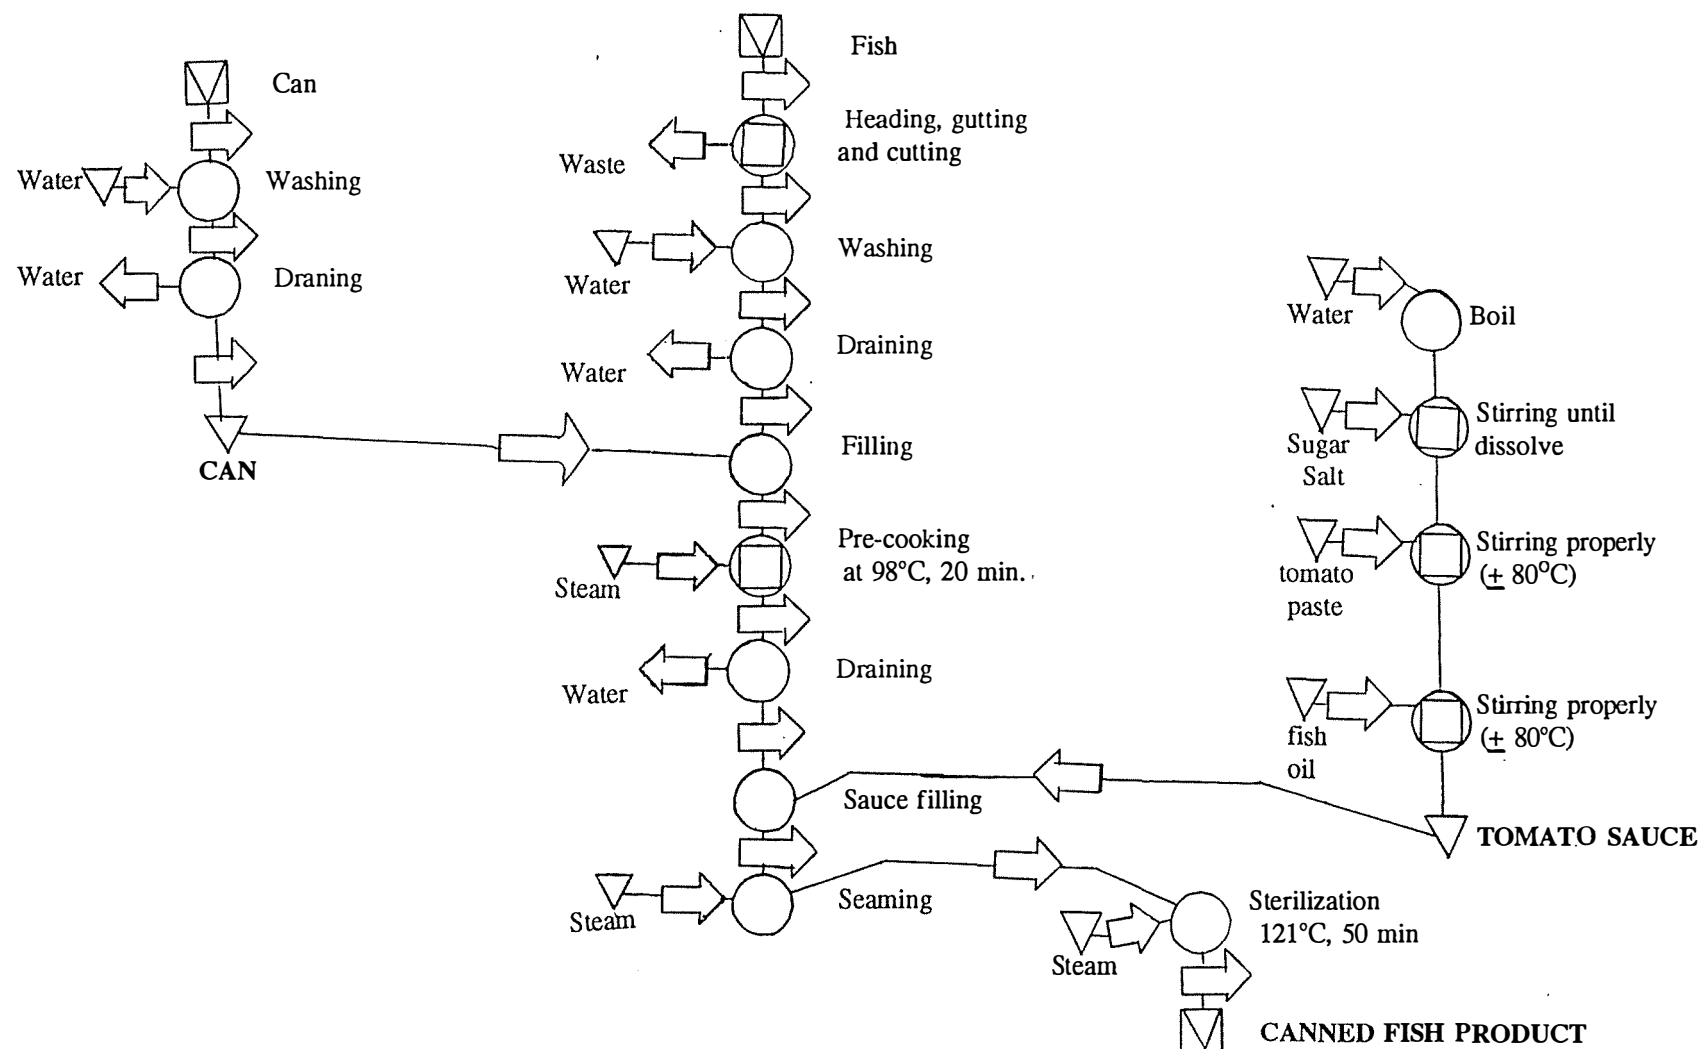 Can
Water
Washing
Water
Draning
CAN
Fish
Heading, gutting
and cutting
Waste
Washing
Water
Draining
Water
Filling
Pre-cooking
at 98°C, 20 min.
Steam
Draining
Water
Sauce filling
Seaming
Steam
Water
Boil
Stirring until
dissolve
Sugar
Salt
Stirring properly
(± 80°C)
tomato
paste
Stirring properly
(± 80°C)
fish
oil
TOMATO SAUCE
Sterilization
121°C, 50 min
Steam
CANNED FISH PRODUCT